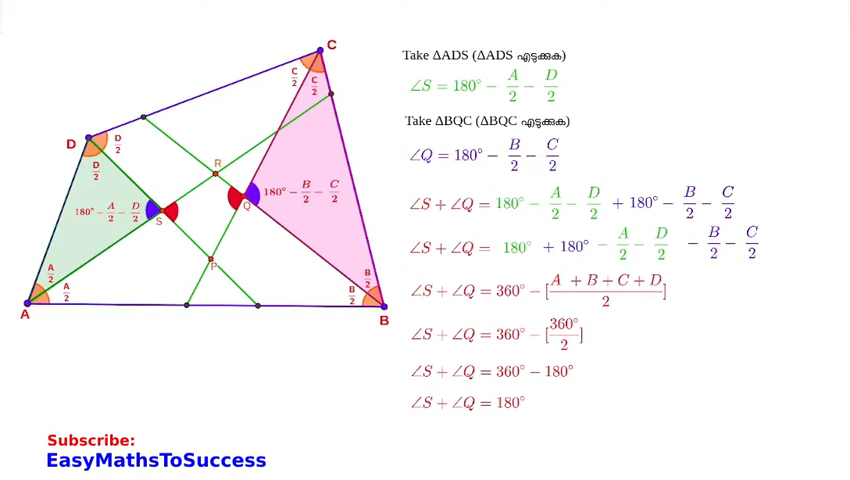 C
C/2
C/2
D
D/2
D/2
R
180° − A/2 − D/2
180° − B/2 − C/2
S
Q
P
A/2
A/2
B/2
B/2
A
B
Take ΔADS (ΔADS എടുക്കുക)
∠S = 180° − A/2 − D/2
Take ΔBQC (ΔBQC എടുക്കുക)
∠Q = 180° − B/2 − C/2
∠S + ∠Q = 180° − A/2 − D/2 + 180° − B/2 − C/2
∠S + ∠Q = 180° + 180° − A/2 − D/2 − B/2 − C/2
∠S + ∠Q = 360° − [A + B + C + D/2]
∠S + ∠Q = 360° − [360°/2]
∠S + ∠Q = 360° − 180°
∠S + ∠Q = 180°
Subscribe:
EasyMathsToSuccess